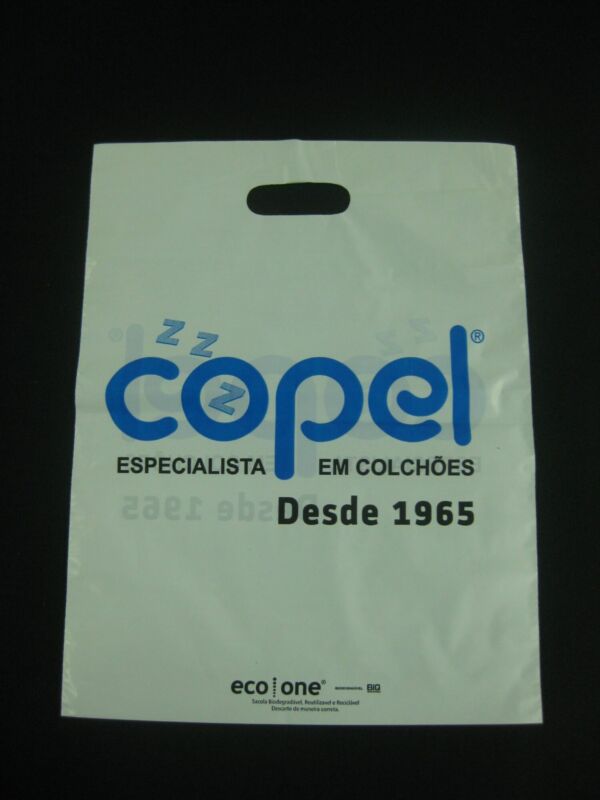 z z
copel®
z
ESPECIALISTA EM COLCHÕES
Desde 1965
eco one®
Sacola Biodegradável, Reutilizável e Reciclável
Descarte de maneira correta.